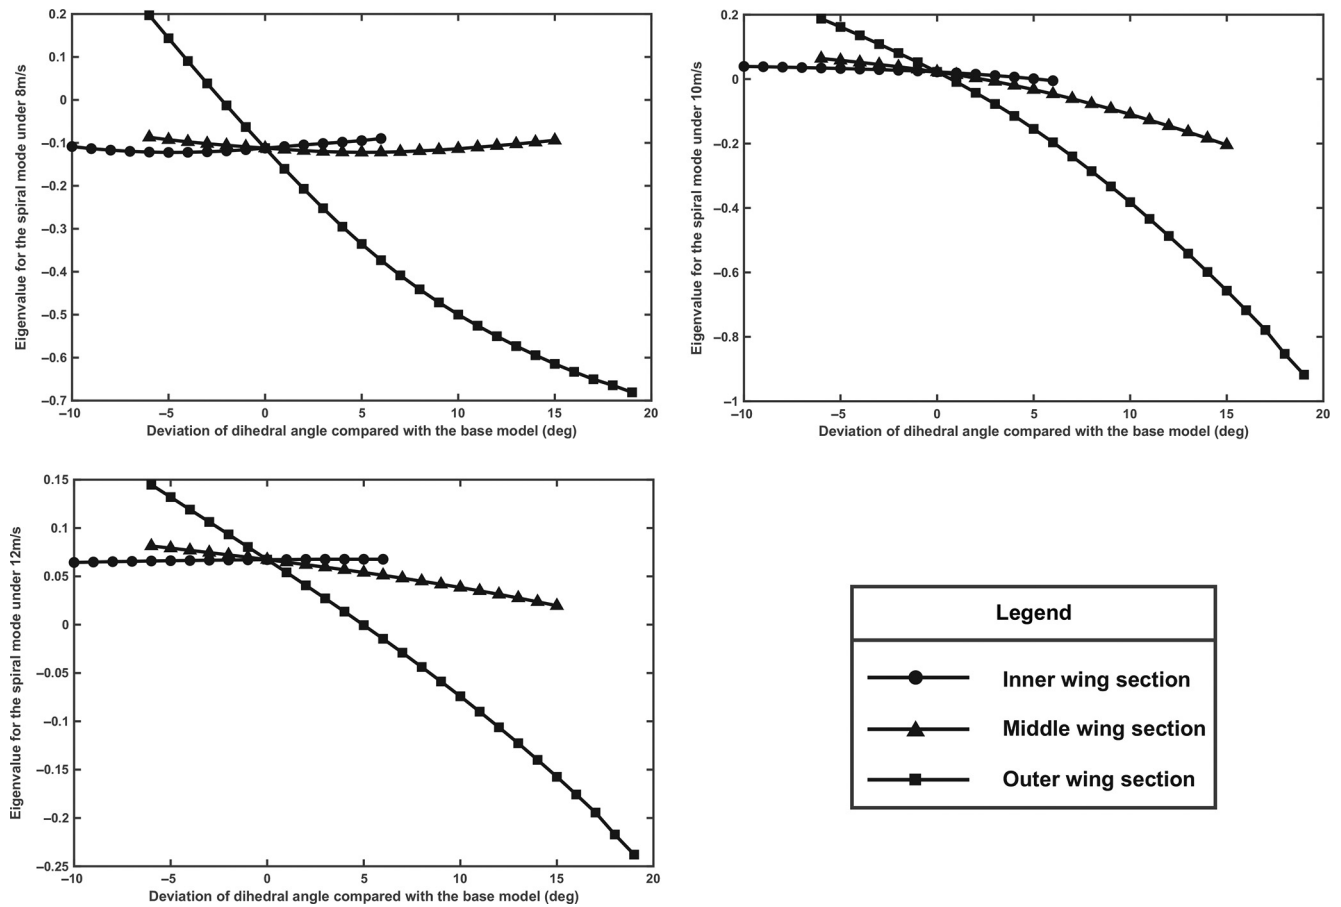 0.2
0.1
0
–0.1
–0.2
–0.3
–0.4
–0.5
–0.6
–0.7
Eigenvalue for the spiral mode under 8m/s
–10 –5 0 5 10 15 20
Deviation of dihedral angle compared with the base model (deg)
0.2
0
–0.2
–0.4
–0.6
–0.8
–1
Eigenvalue for the spiral mode under 10m/s
–10 –5 0 5 10 15 20
Deviation of dihedral angle compared with the base model (deg)
0.15
0.1
0.05
0
–0.05
–0.1
–0.15
–0.2
–0.25
Eigenvalue for the spiral mode under 12m/s
–10 –5 0 5 10 15 20
Deviation of dihedral angle compared with the base model (deg)
Legend
Inner wing section
Middle wing section
Outer wing section